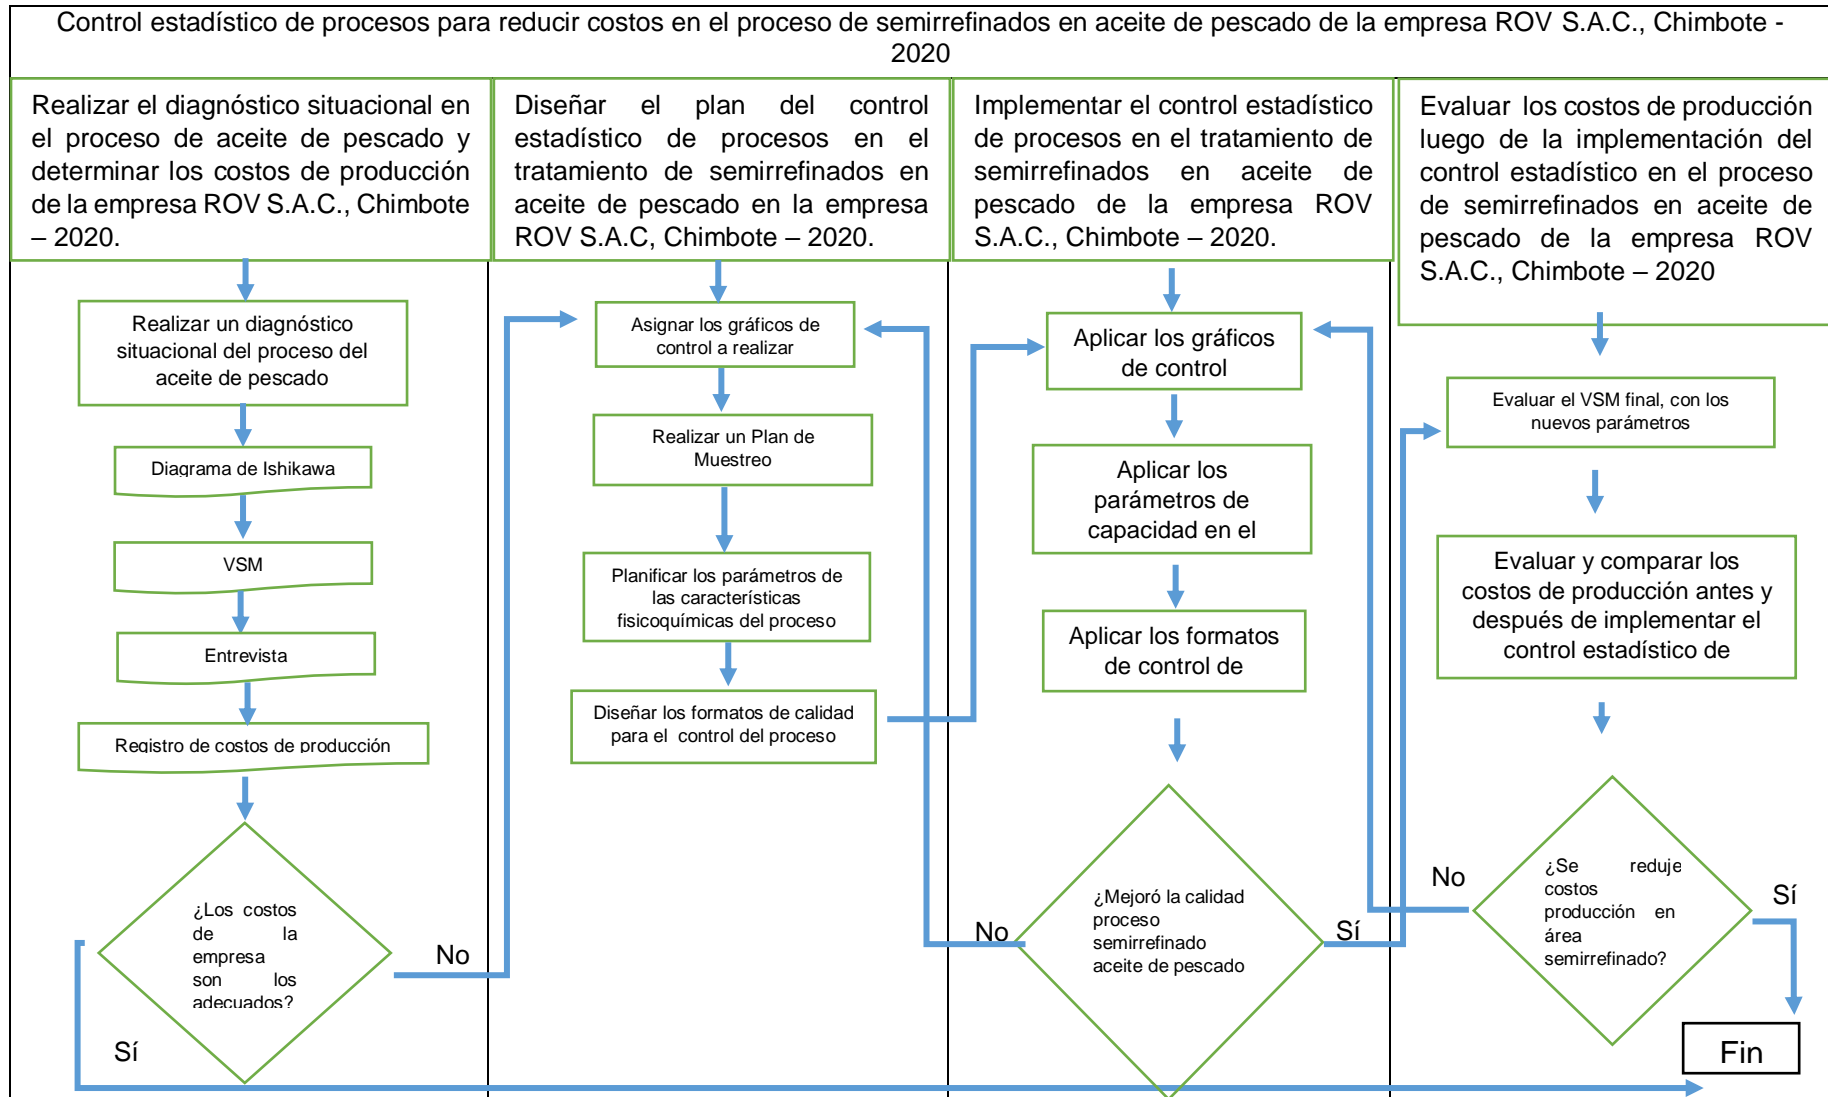 Control estadístico de procesos para reducir costos en el proceso de semirrefinados en aceite de pescado de la empresa ROV S.A.C., Chimbote -
2020
Realizar el diagnóstico situacional en
el proceso de aceite de pescado y
determinar los costos de producción
de la empresa ROV S.A.C., Chimbote
– 2020.
Realizar un diagnóstico
situacional del proceso del
aceite de pescado
Diagrama de Ishikawa
VSM
Entrevista
Registro de costos de producción
¿Los costos
de la
empresa
son los
adecuados?
No
Sí
Diseñar el plan del control
estadístico de procesos en el
tratamiento de semirrefinados en
aceite de pescado en la empresa
ROV S.A.C, Chimbote – 2020.
Asignar los gráficos de
control a realizar
Realizar un Plan de
Muestreo
Planificar los parámetros de
las características
fisicoquímicas del proceso
Diseñar los formatos de calidad
para el control del proceso
Implementar el control estadístico
de procesos en el tratamiento de
semirrefinados en aceite de
pescado de la empresa ROV
S.A.C., Chimbote – 2020.
Aplicar los gráficos
de control
Aplicar los
parámetros de
capacidad en el
Aplicar los formatos
de control de
¿Mejoró la calidad
proceso
semirrefinado
aceite de pescado
No
Sí
Evaluar los costos de producción
luego de la implementación del
control estadístico en el proceso
de semirrefinados en aceite de
pescado de la empresa ROV
S.A.C., Chimbote – 2020
Evaluar el VSM final, con los
nuevos parámetros
Evaluar y comparar los
costos de producción antes y
después de implementar el
control estadístico de
¿Se reduje
costos
producción en
área
semirrefinado?
No
Sí
Fin